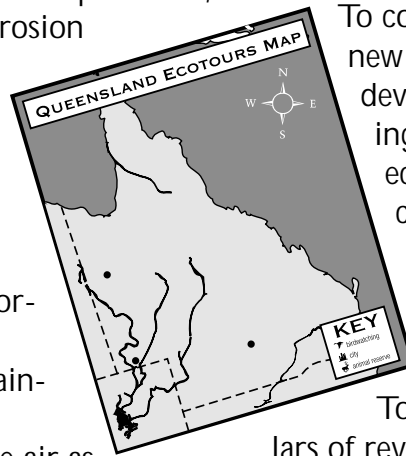 rosion
or-
ain-
e air as
QUEENSLAND ECOTOURS MAP
N
W E
S
KEY
birdwatching
city
animal reserve
To co
new
dev
ing
ec
To
lars of rev